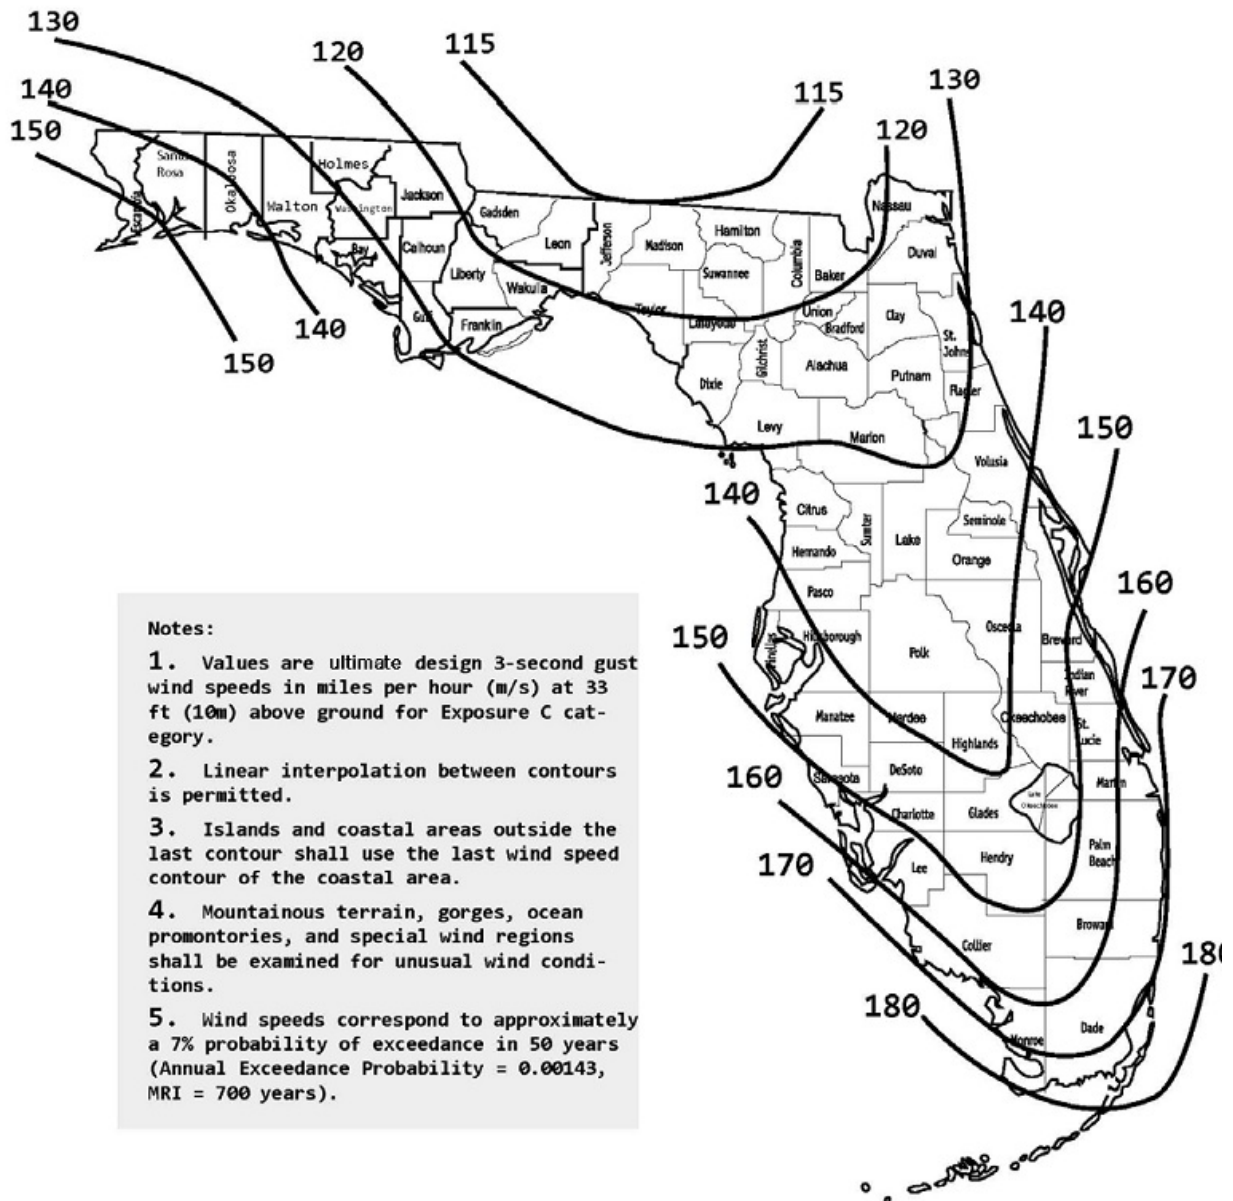 130
120
115
140
150
115
130
120
Santa
Rosa
Okaloosa
Escambia
Holmes
Walton
Washington
Jackson
Bay
Calhoun
Gulf
Gadsden
Liberty
Leon
Wakulla
Frankin
Jefferson
Madison
Taylor
Hamilton
Suwannee
Lafayette
Columbia
Baker
Nassau
Duval
Union
Bradford
Clay
St.
Johns
Dixie
Gilchrist
Alachua
Putnam
Flagler
Levy
Marion
Volusia
150
140
140
150
140
Citrus
Sumter
Lake
Seminole
Hernando
Orange
Pasco
Pinellas
Hillsborough
Polk
Osceola
Brevard
Indian
River
160
150
170
Manatee
Hardee
Highlands
Okeechobee
St.
Lucie
Sarasota
DeSoto
Martin
160
Charlotte
Glades
Lake
Okeechobee
170
Lee
Hendry
Palm
Beach
Collier
Broward
180
180
Monroe
Dade
Notes:
1. Values are ultimate design 3-second gust
wind speeds in miles per hour (m/s) at 33
ft (10m) above ground for Exposure C cat-
egory.
2. Linear interpolation between contours
is permitted.
3. Islands and coastal areas outside the
last contour shall use the last wind speed
contour of the coastal area.
4. Mountainous terrain, gorges, ocean
promontories, and special wind regions
shall be examined for unusual wind condi-
tions.
5. Wind speeds correspond to approximately
a 7% probability of exceedance in 50 years
(Annual Exceedance Probability = 0.00143,
MRI = 700 years).